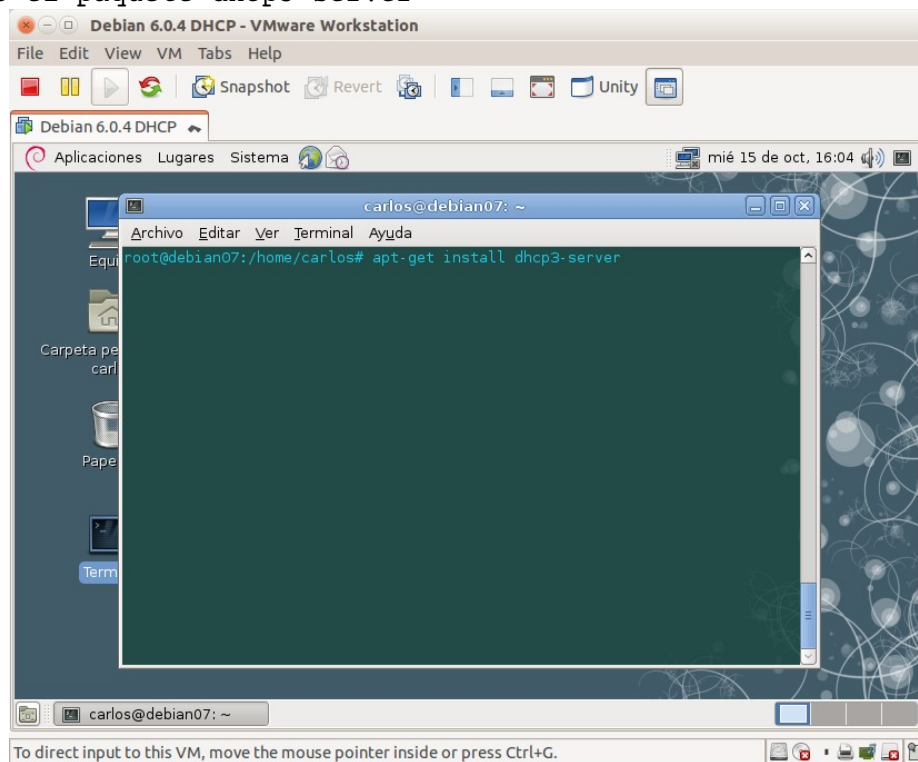 Debian 6.0.4 DHCP - VMware Workstation
File Edit View VM Tabs Help
Snapshot Revert Unity
Debian 6.0.4 DHCP
Aplicaciones Lugares Sistema mié 15 de oct, 16:04
carlos@debian07: ~
Archivo Editar Ver Terminal Ayuda
root@debian07:/home/carlos# apt-get install dhcp3-server
Equi
Carpeta pe
carl
Pape
Term
carlos@debian07: ~
To direct input to this VM, move the mouse pointer inside or press Ctrl+G.